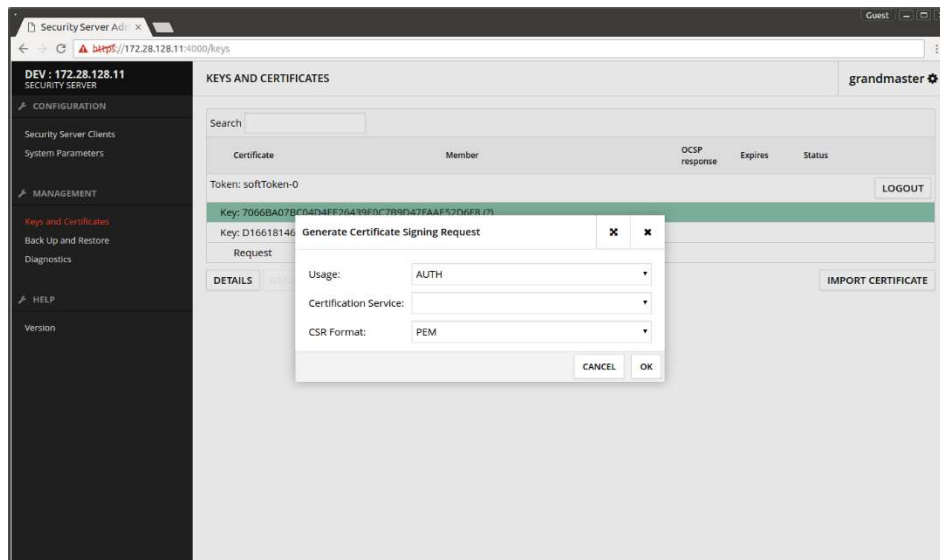 Guest
Security Server Ad
https://172.28.128.11:4000/keys
DEV : 172.28.128.11
SECURITY SERVER
KEYS AND CERTIFICATES
grandmaster
CONFIGURATION
Security Server Clients
System Parameters
MANAGEMENT
Keys and Certificates
Back Up and Restore
Diagnostics
HELP
Version
Search
Certificate Member OCSP response Expires Status
Token: softToken-0
LOGOUT
Key:
Key: D1661814
Request
DETAILS
IMPORT CERTIFICATE
Generate Certificate Signing Request
Usage: AUTH
Certification Service:
CSR Format: PEM
CANCEL OK